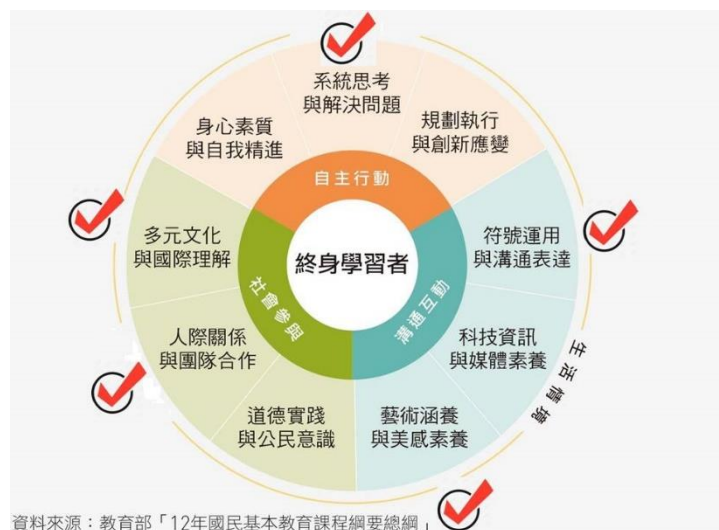 系統思考
與解決問題
身心素質
與自我精進
規劃執行
與創新應變
自主行動
多元文化
與國際理解
符號運用
與溝通表達
終身學習者
社會參與
溝通互動
人際關係
與團隊合作
科技資訊
與媒體素養
生活情境
道德實踐
與公民意識
藝術涵養
與美感素養
資料來源：教育部「12年國民基本教育課程綱要總綱」